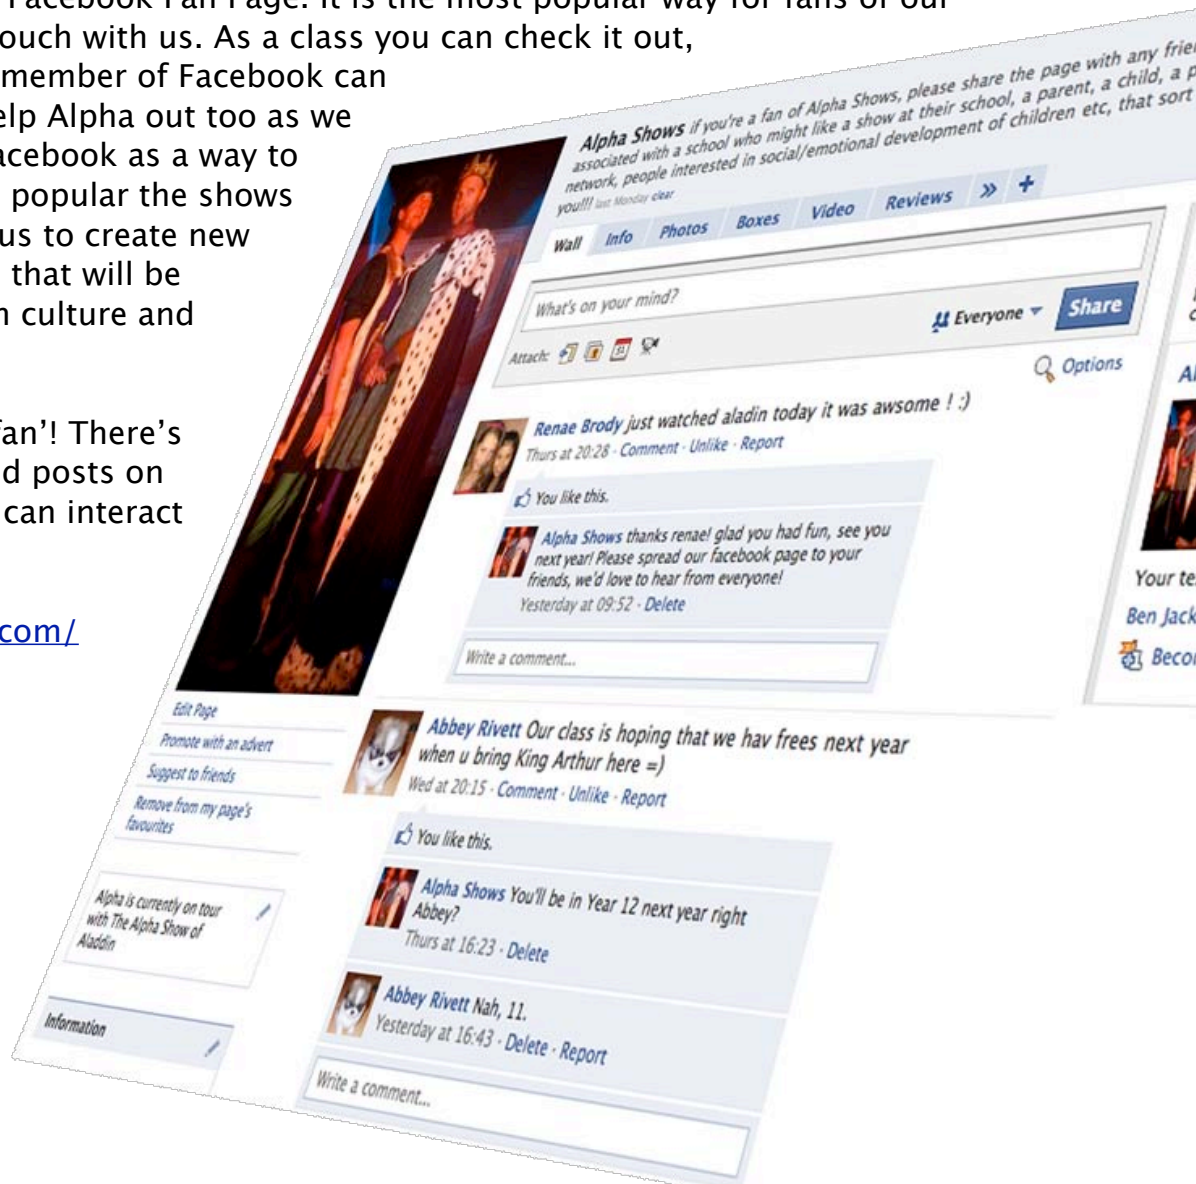 Facebook Fan Page. It is the most popular way for fans of our
ouch with us. As a class you can check it out,
member of Facebook can
elp Alpha out too as we
acebook as a way to
popular the shows
us to create new
that will be
n culture and
fan’! There’s
d posts on
can interact
com/
Alpha Shows if you're a fan of Alpha Shows, please share the page with any frie
associated with a school who might like a show at their school, a parent, a child, a p
network, people interested in social/emotional development of children etc, that sort
you!!! last Monday clear
Wall Info Photos Boxes Video Reviews » +
What's on your mind?
Attach: 31 Everyone Share
Options
Renae Brody just watched aladin today it was awsome ! :)
Thurs at 20:28 · Comment · Unlike · Report
You like this.
Alpha Shows thanks renae! glad you had fun, see you
next year! Please spread our facebook page to your
friends, we'd love to hear from everyone!
Yesterday at 09:52 · Delete
Write a comment...
Abbey Rivett Our class is hoping that we hav frees next year
when u bring King Arthur here =)
Wed at 20:15 · Comment · Unlike · Report
You like this.
Alpha Shows You'll be in Year 12 next year right
Abbey?
Thurs at 16:23 · Delete
Abbey Rivett Nah, 11.
Yesterday at 16:43 · Delete · Report
Write a comment...
Edit Page
Promote with an advert
Suggest to friends
Remove from my page's
favourites
Alpha is currently on tour
with The Alpha Show of
Aladdin
Information
Al
Your te
Ben Jack
Becor